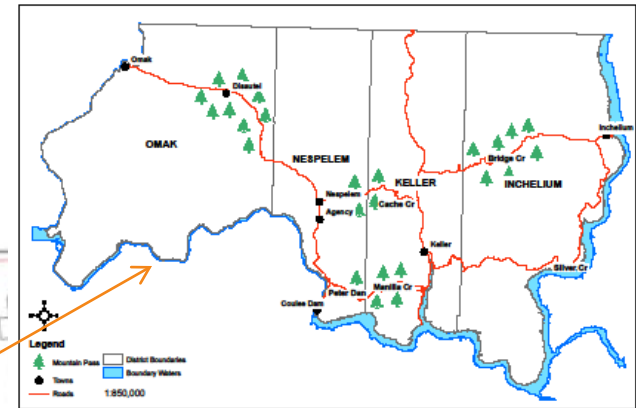 Omak
Disautel
OMAK
NESPELEM
Inchelium
Bridge Cr
KELLER
INCHELIUM
Nespelem
Cache Cr
Agency
Keller
Silver Cr
Peter Dan
Manilla Cr
Coulee Dam
Legend
Mountain Pass
District Boundaries
Towns
Boundary Waters
Roads
1:850,000